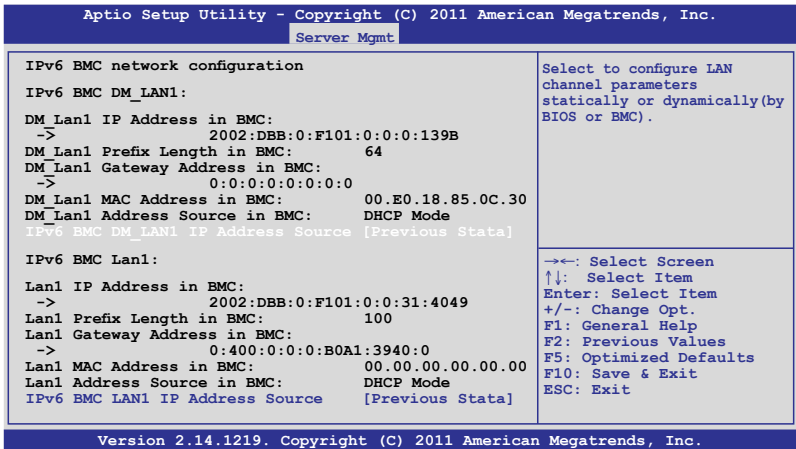 Aptio Setup Utility - Copyright (C) 2011 American Megatrends, Inc.
Server Mgmt
IPv6 BMC network configuration
IPv6 BMC DM_LAN1:
DM_Lan1 IP Address in BMC:
-> 2002:DBB:0:F101:0:0:0:139B
DM_Lan1 Prefix Length in BMC: 64
DM_Lan1 Gateway Address in BMC:
-> 0:0:0:0:0:0:0:0
DM_Lan1 MAC Address in BMC: 00.E0.18.85.0C.30
DM_Lan1 Address Source in BMC: DHCP Mode
IPv6 BMC DM_LAN1 IP Address Source [Previous Stata]
IPv6 BMC Lan1:
Lan1 IP Address in BMC:
-> 2002:DBB:0:F101:0:0:31:4049
Lan1 Prefix Length in BMC: 100
Lan1 Gateway Address in BMC:
-> 0:400:0:0:0:B0A1:3940:0
Lan1 MAC Address in BMC: 00.00.00.00.00.00
Lan1 Address Source in BMC: DHCP Mode
IPv6 BMC LAN1 IP Address Source [Previous Stata]
Select to configure LAN
channel parameters
statically or dynamically(by
BIOS or BMC).
→←: Select Screen
↑↓: Select Item
Enter: Select Item
+/-: Change Opt.
F1: General Help
F2: Previous Values
F5: Optimized Defaults
F10: Save & Exit
ESC: Exit
Version 2.14.1219. Copyright (C) 2011 American Megatrends, Inc.